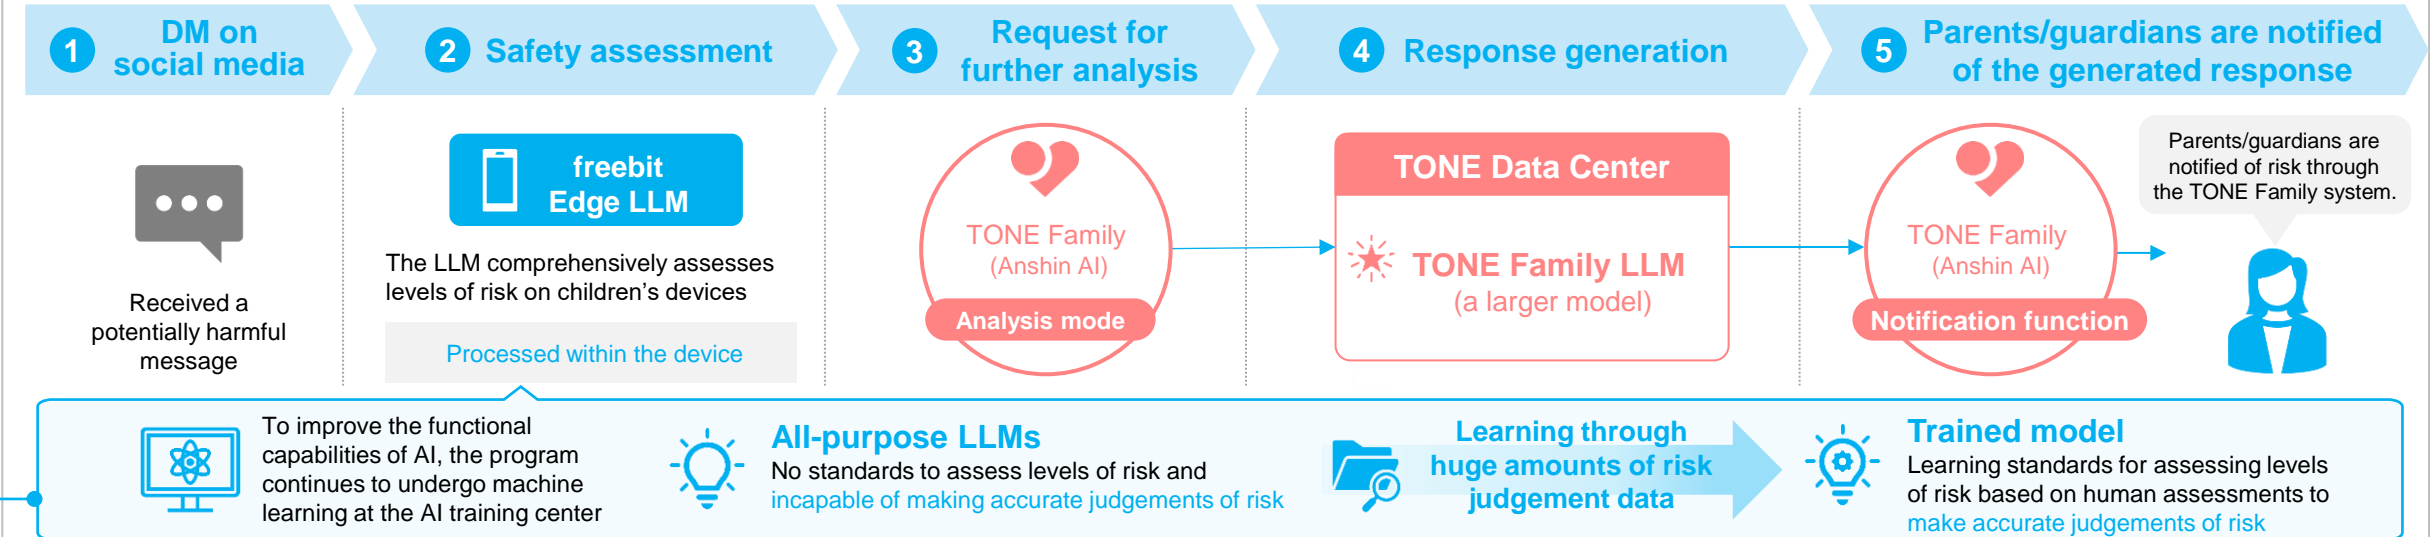 1
DM on
social media
2
Safety assessment
3
Request for
further analysis
4
Response generation
5
Parents/guardians are notified
of the generated response
Received a
potentially harmful
message
freebit
Edge LLM
The LLM comprehensively assesses
levels of risk on children's devices
Processed within the device
TONE Family
(Anshin AI)
Analysis mode
TONE Data Center
TONE Family LLM
(a larger model)
TONE Family
(Anshin AI)
Notification function
Parents/guardians are
notified of risk through
the TONE Family system.
To improve the functional
capabilities of AI, the program
continues to undergo machine
learning at the AI training center
All-purpose LLMs
No standards to assess levels of risk and
incapable of making accurate judgements of risk
Learning through
huge amounts of risk
judgement data
Trained model
Learning standards for assessing levels
of risk based on human assessments to
make accurate judgements of risk